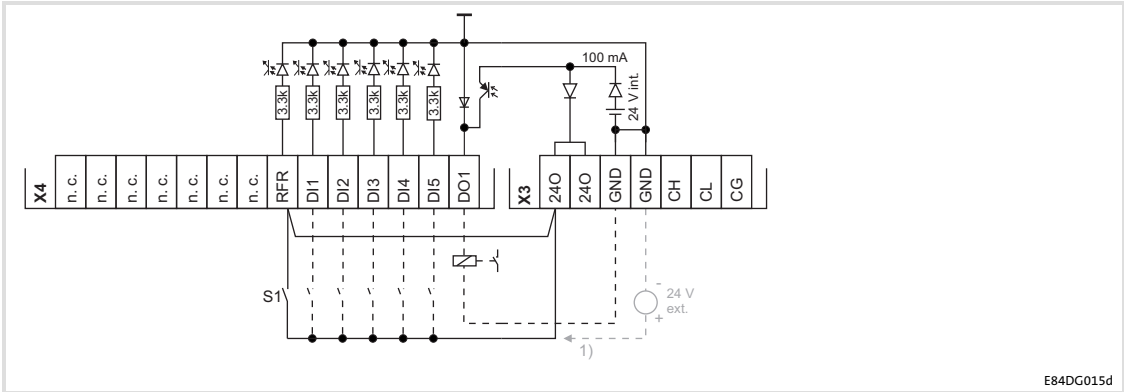 100 mA
3.3k 3.3k 3.3k 3.3k 3.3k 3.3k
24 V int.
X4 n. c. n. c. n. c. n. c. n. c. n. c. n. c. RFR DI1 DI2 DI3 DI4 DI5 DO1
X3 24O 24O GND GND CH CL CG
S1
-
24 V
ext.
+
1)
E84DG015d